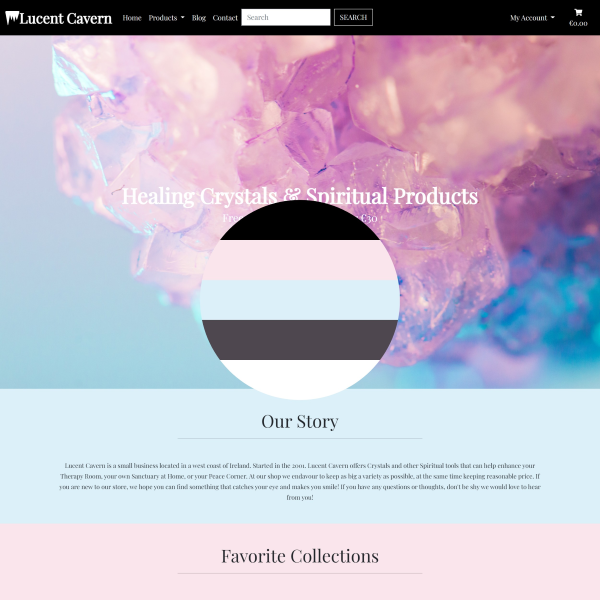 Lucent Cavern
Home Products Blog Contact Search SEARCH My Account
€0.00
Healing Crystals & Spiritual Products
€30
Our Story
Lucent Cavern is a small business located in a west coast of Ireland. Started in the 2001. Lucent Cavern offers Crystals and other Spiritual tools that can help enhance your
Therapy Room, your own Sanctuary at Home, or your Peace Corner. At our shop we endavour to keep as big a variety as possible, at the same time keeping reasonable price. If
you are new to our store, we hope you can find something that catches your eye and makes you smile! If you have any questions or thoughts, don't be shy we would love to hear
from you!
Favorite Collections